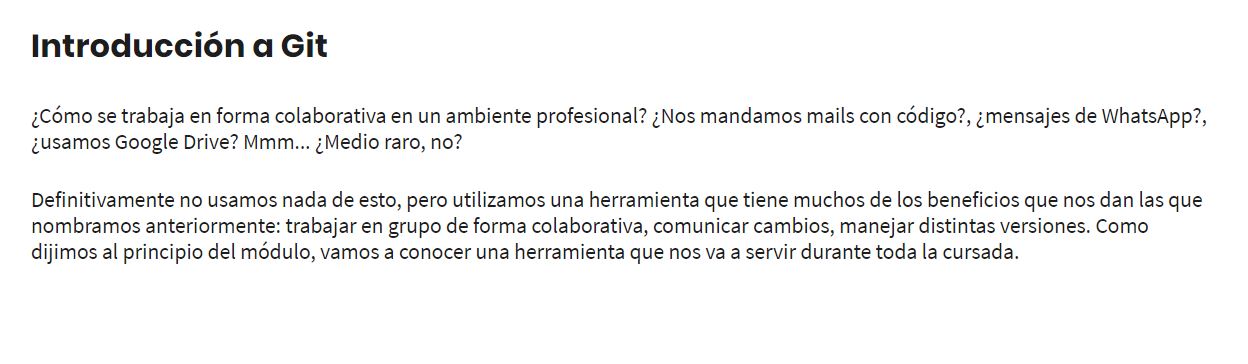 Introducción a Git
¿Cómo se trabaja en forma colaborativa en un ambiente profesional? ¿Nos mandamos mails con código?, ¿mensajes de WhatsApp?,
¿usamos Google Drive? Mmm... ¿Medio raro, no?
Definitivamente no usamos nada de esto, pero utilizamos una herramienta que tiene muchos de los beneficios que nos dan las que
nombramos anteriormente: trabajar en grupo de forma colaborativa, comunicar cambios, manejar distintas versiones. Como
dijimos al principio del módulo, vamos a conocer una herramienta que nos va a servir durante toda la cursada.